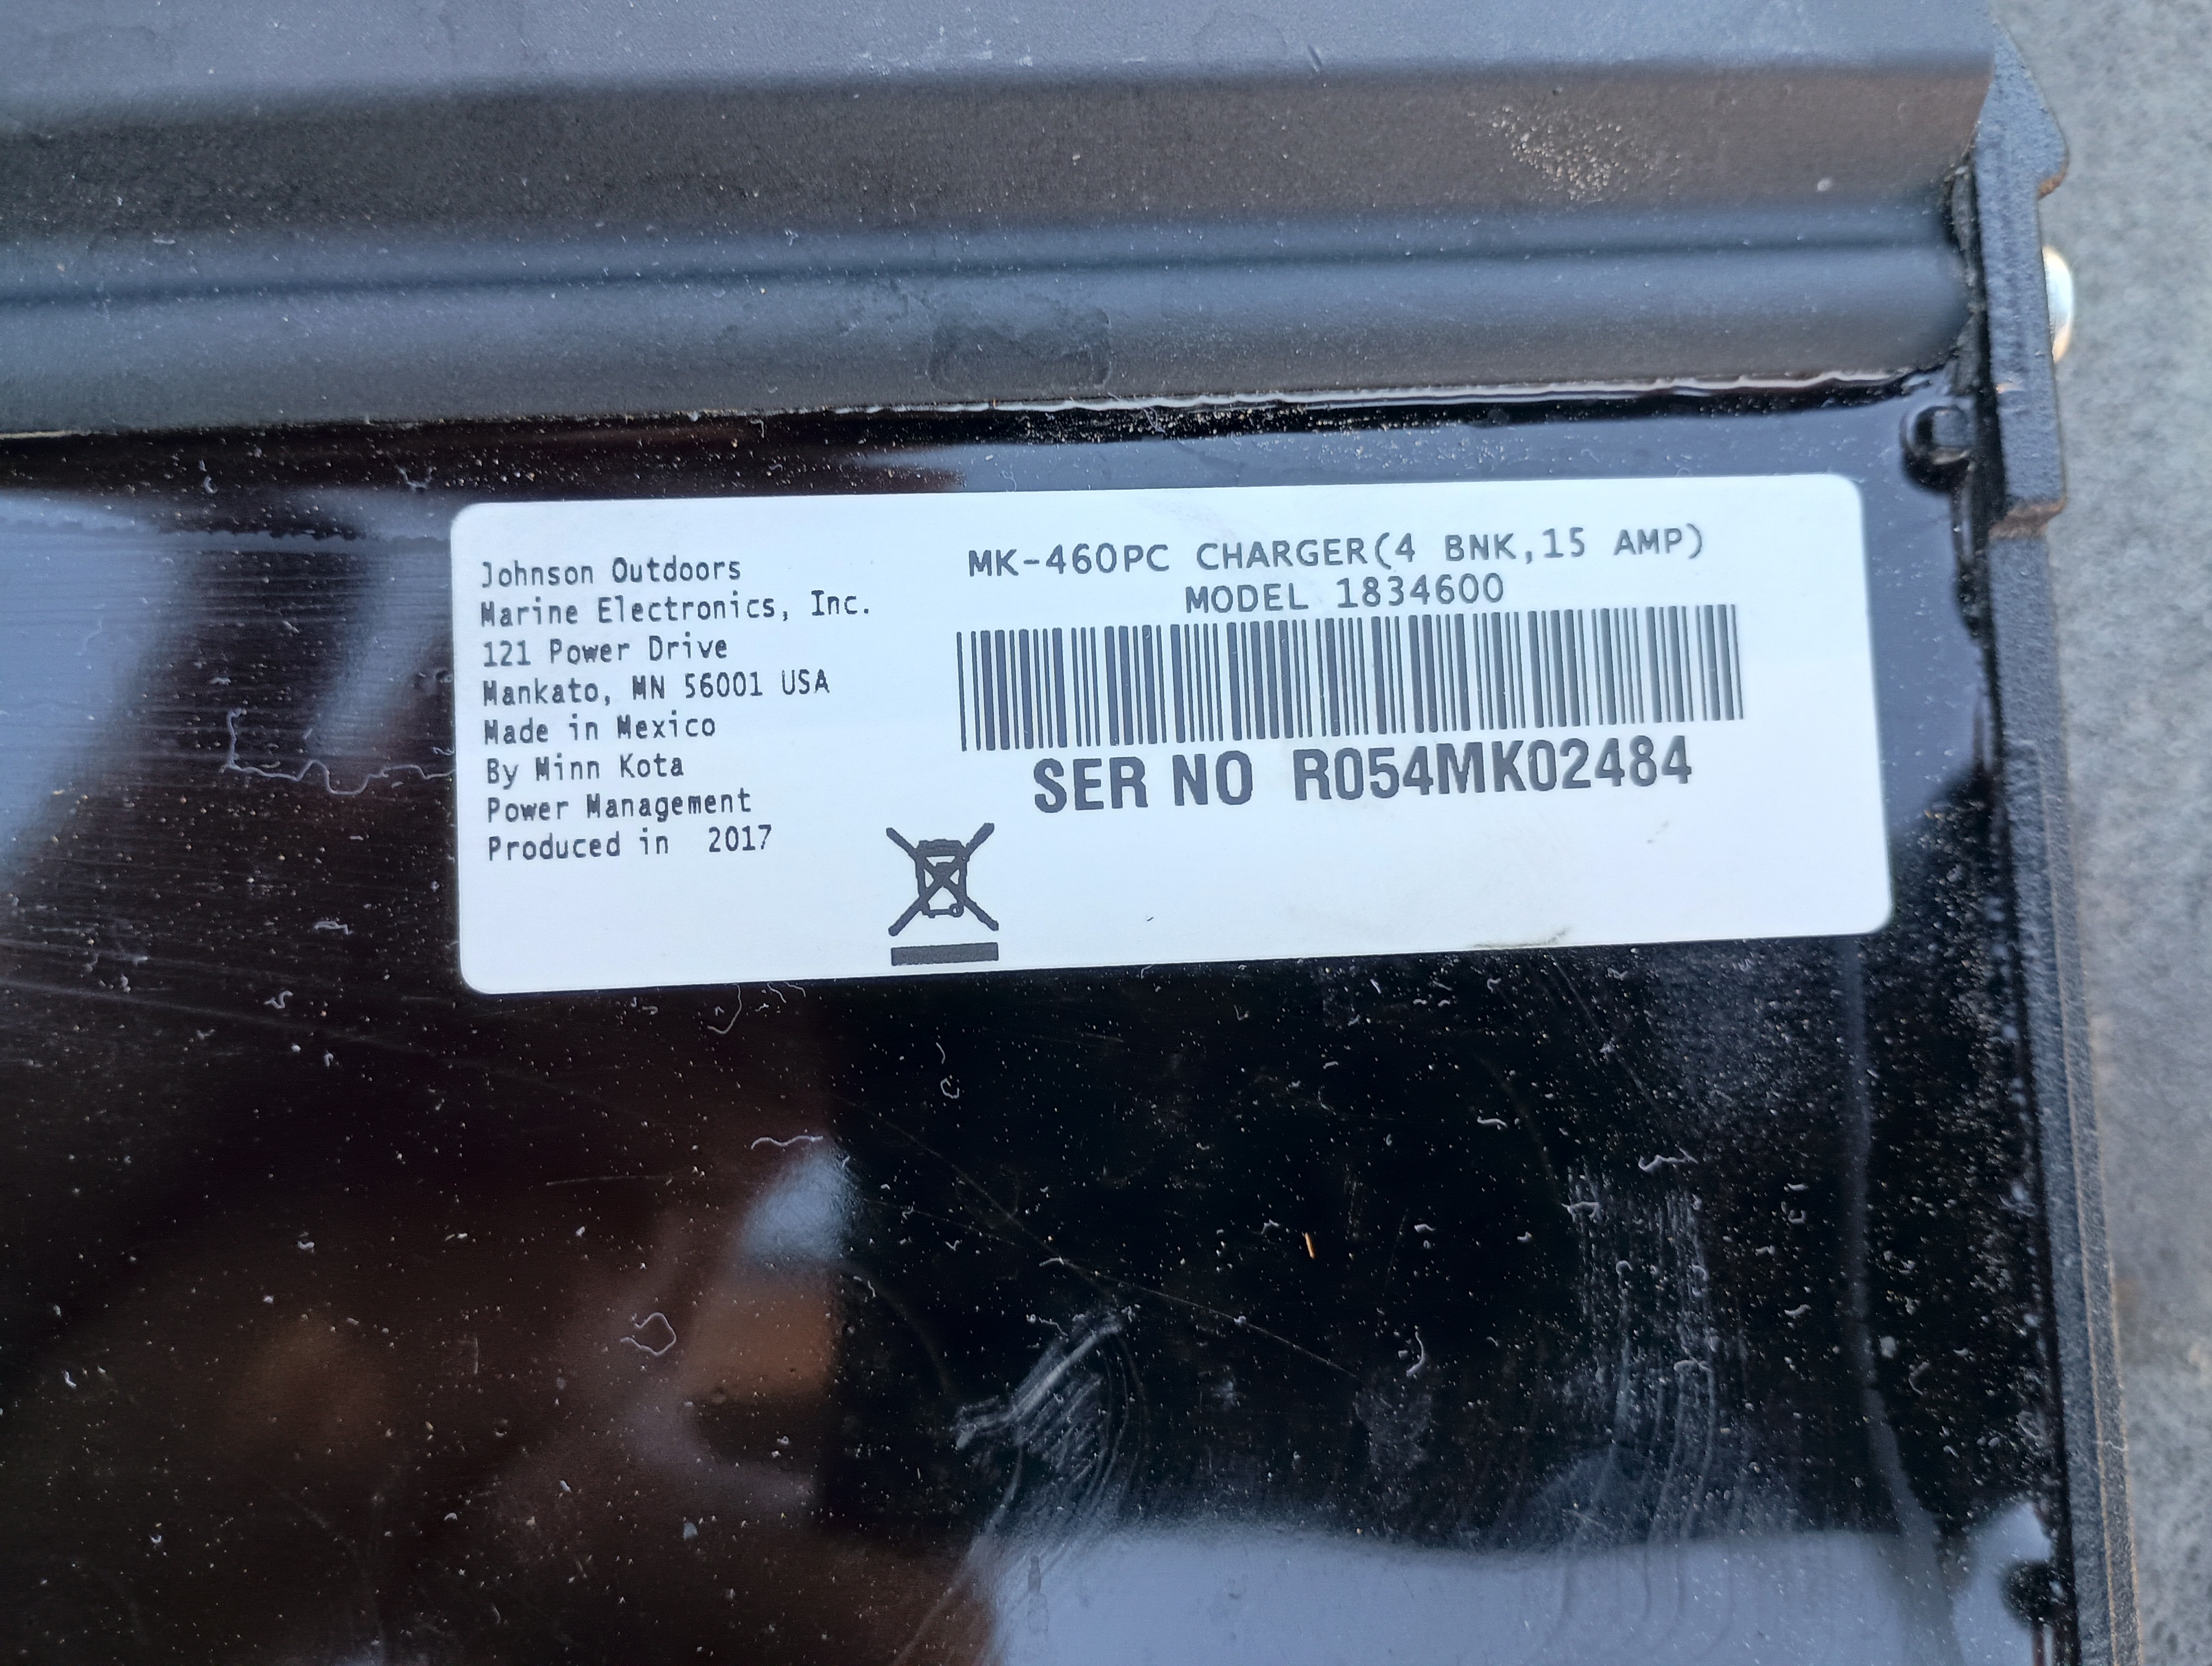 Johnson Outdoors
Marine Electronics, Inc.
121 Power Drive
Mankato, MN 56001 USA
Made in Mexico
By Minn Kota
Power Management
Produced in 2017
MK-460PC CHARGER(4 BNK,15 AMP)
MODEL 1834600
SER NO R054MK02484